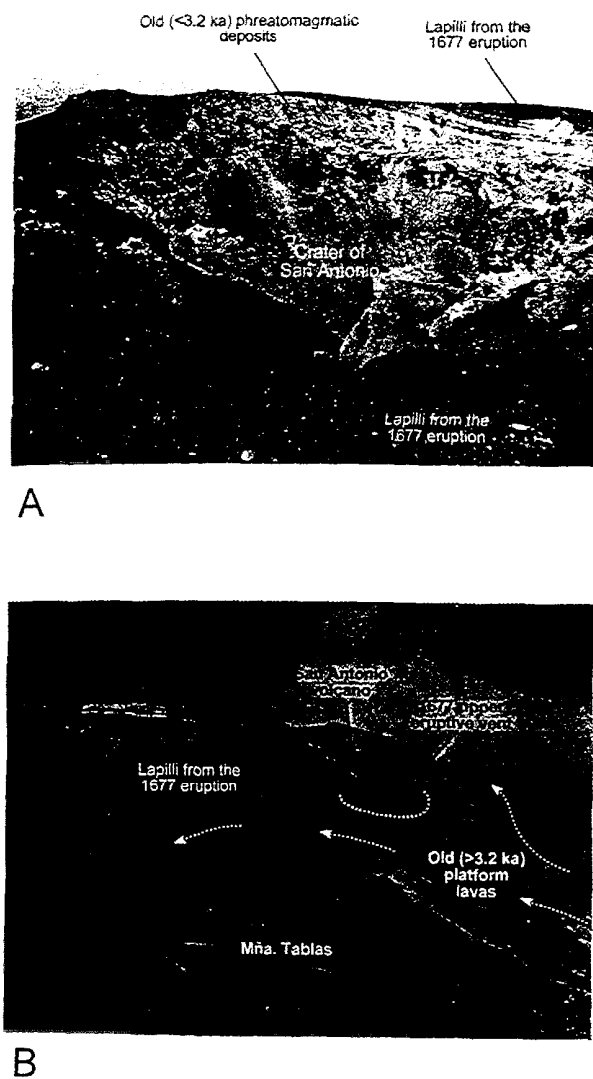 Old (<3.2 ka) phreatomagmatic
deposits
Lapilli from the
1677 eruption
Crater of
San Antonio
Lapilli from the
1677 eruption
A
San Antonio
volcano
1677 upper
eruptive vent
Lapilli from the
1677 eruption
Old (>3.2 ka)
platform
lavas
Mña. Tablas
B